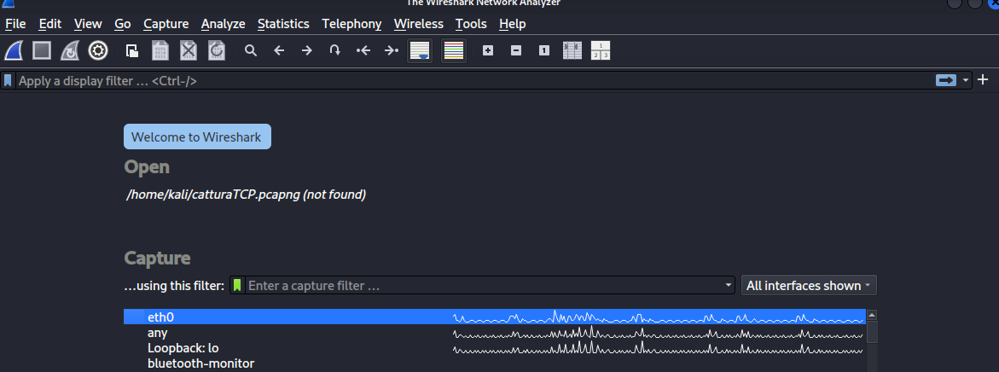 The Wireshark Network Analyzer
File Edit View Go Capture Analyze Statistics Telephony Wireless Tools Help
Apply a display filter … <Ctrl-/>
Welcome to Wireshark
Open
/home/kali/catturaTCP.pcapng (not found)
Capture
…using this filter: Enter a capture filter … All interfaces shown
eth0
any
Loopback: lo
bluetooth-monitor